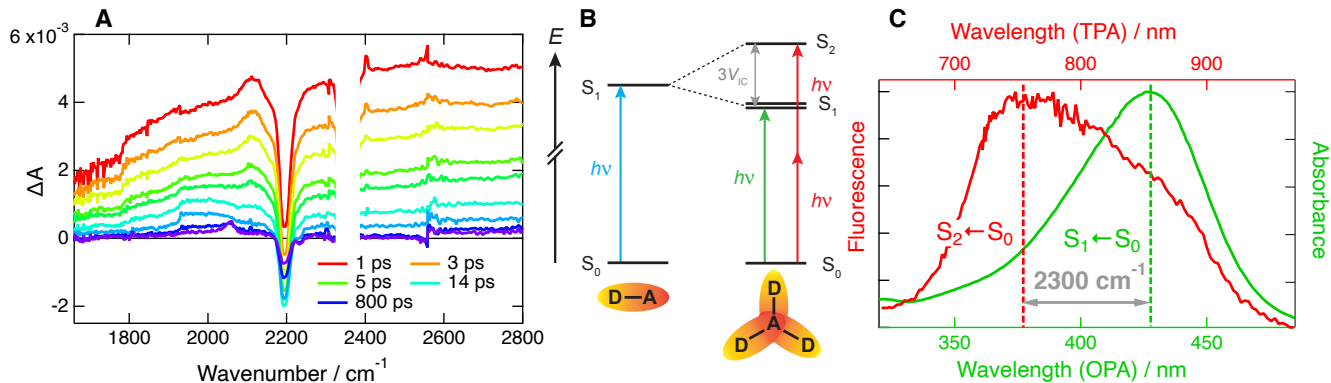 A
6 x10⁻³
4
2
0
-2
ΔA
1 ps
3 ps
5 ps
14 ps
800 ps
1800
2000
2200
2400
2600
2800
Wavenumber / cm⁻¹
B
E
S₁
hν
S₀
D–A
S₂
3V_IC
hν
S₁
hν
hν
S₀
D
A
D
D
C
Wavelength (TPA) / nm
700
800
900
Fluorescence
Absorbance
S₂←S₀
S₁←S₀
2300 cm⁻¹
350
400
450
Wavelength (OPA) / nm